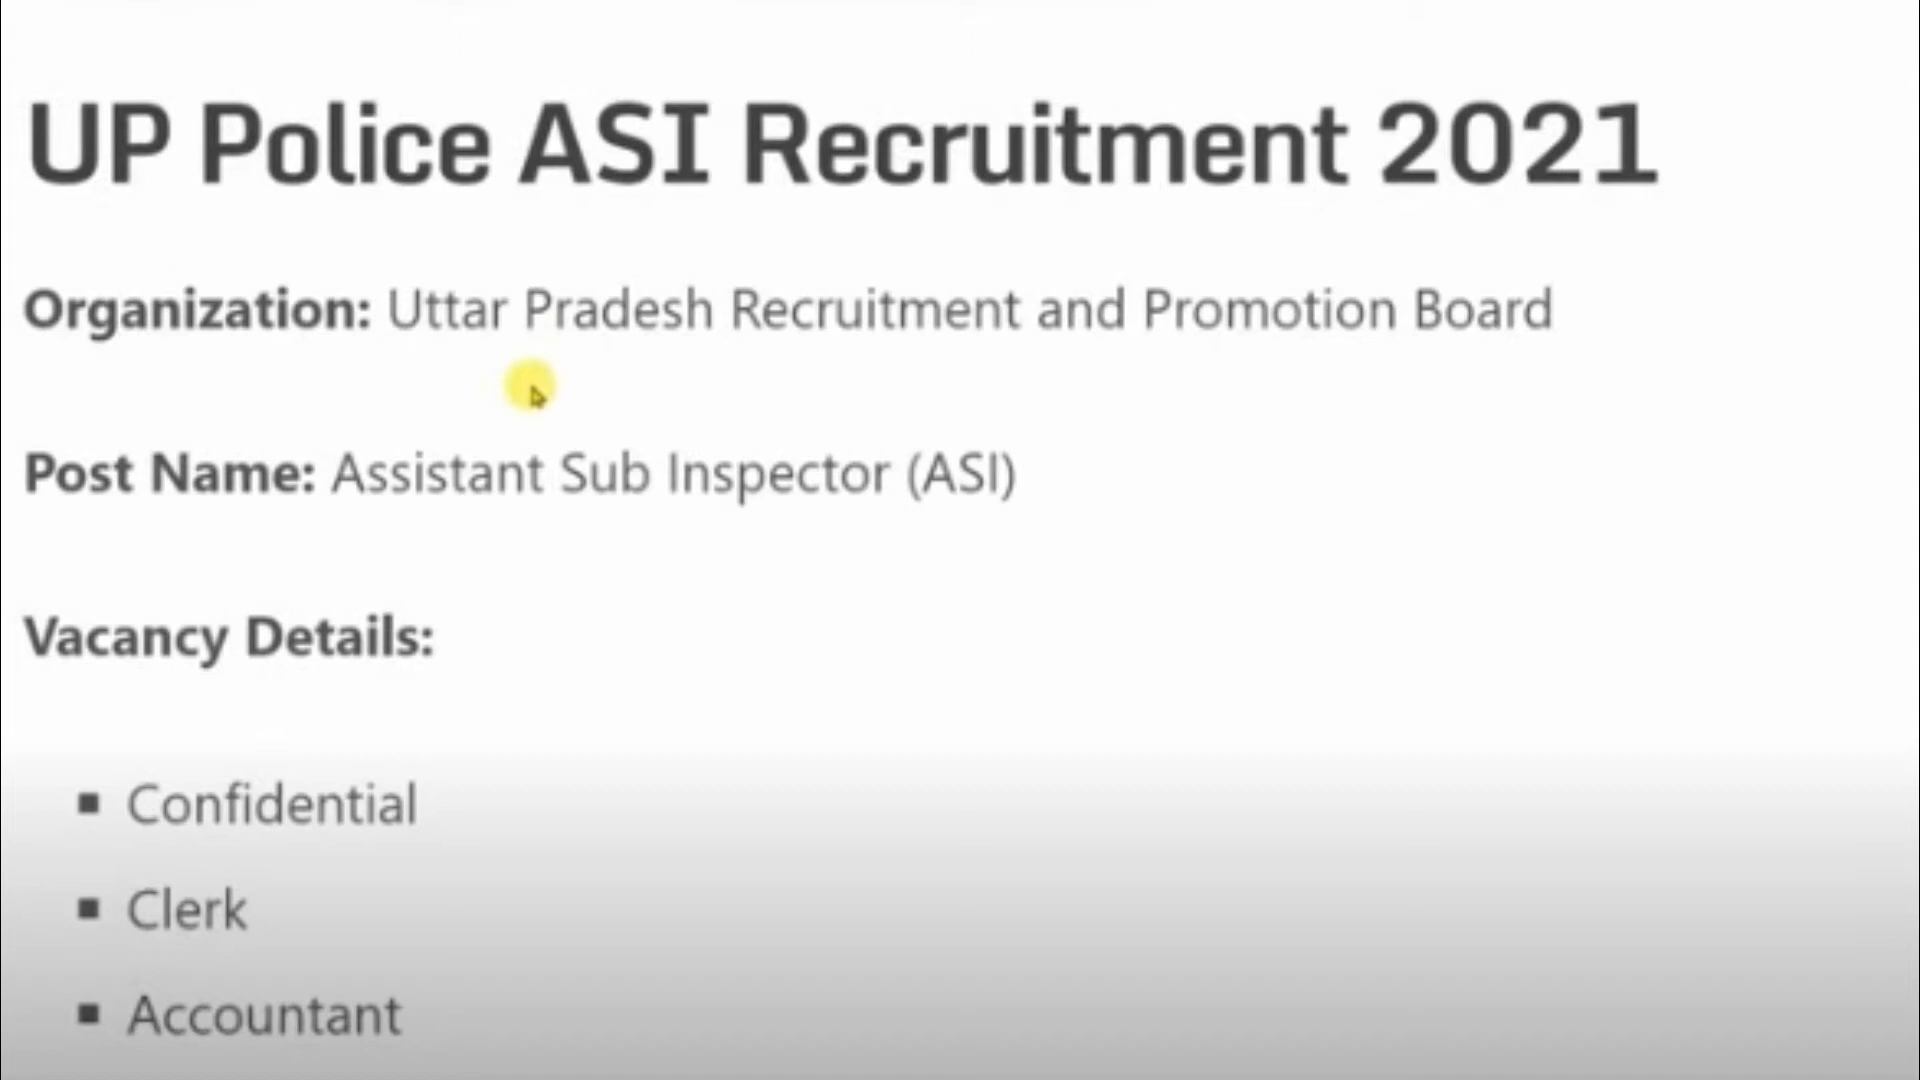 UP Police ASI Recruitment 2021
Organization: Uttar Pradesh Recruitment and Promotion Board
Post Name: Assistant Sub Inspector (ASI)
Vacancy Details:
▪ Confidential
▪ Clerk
▪ Accountant